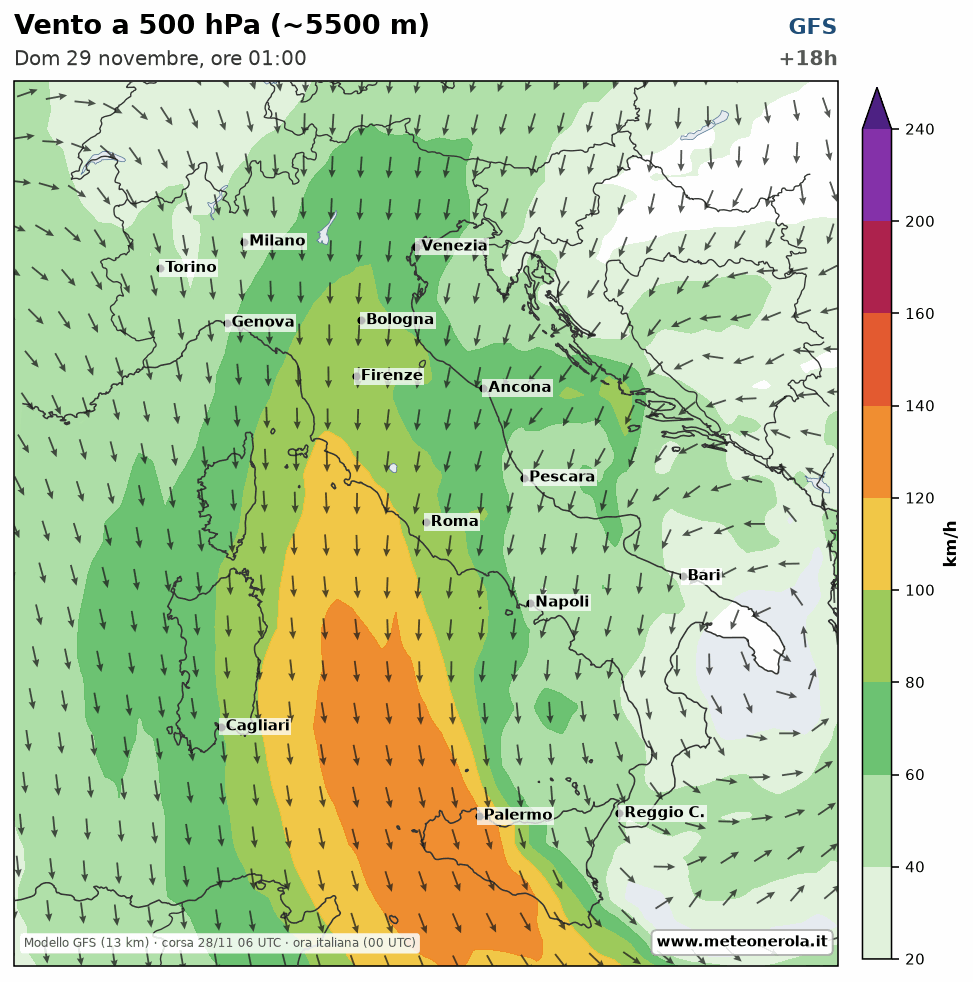 Vento a 500 hPa (~5500 m)
GFS
Dom 29 novembre, ore 01:00
+18h
Milano
Venezia
Torino
Genova
Bologna
Firenze
Ancona
Pescara
Roma
Bari
Napoli
Cagliari
Palermo
Reggio C.
240
200
160
140
120
100
80
60
40
20
km/h
Modello GFS (13 km) · corsa 28/11 06 UTC · ora italiana (00 UTC)
www.meteonerola.it